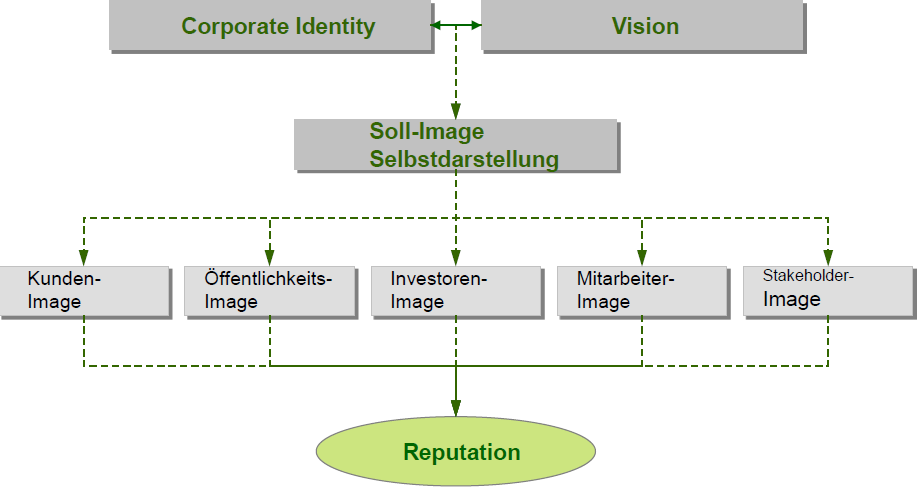 Corporate Identity
Vision
Soll-Image
Selbstdarstellung
Kunden-
Image
Öffentlichkeits-
Image
Investoren-
Image
Mitarbeiter-
Image
Stakeholder-
Image
Reputation